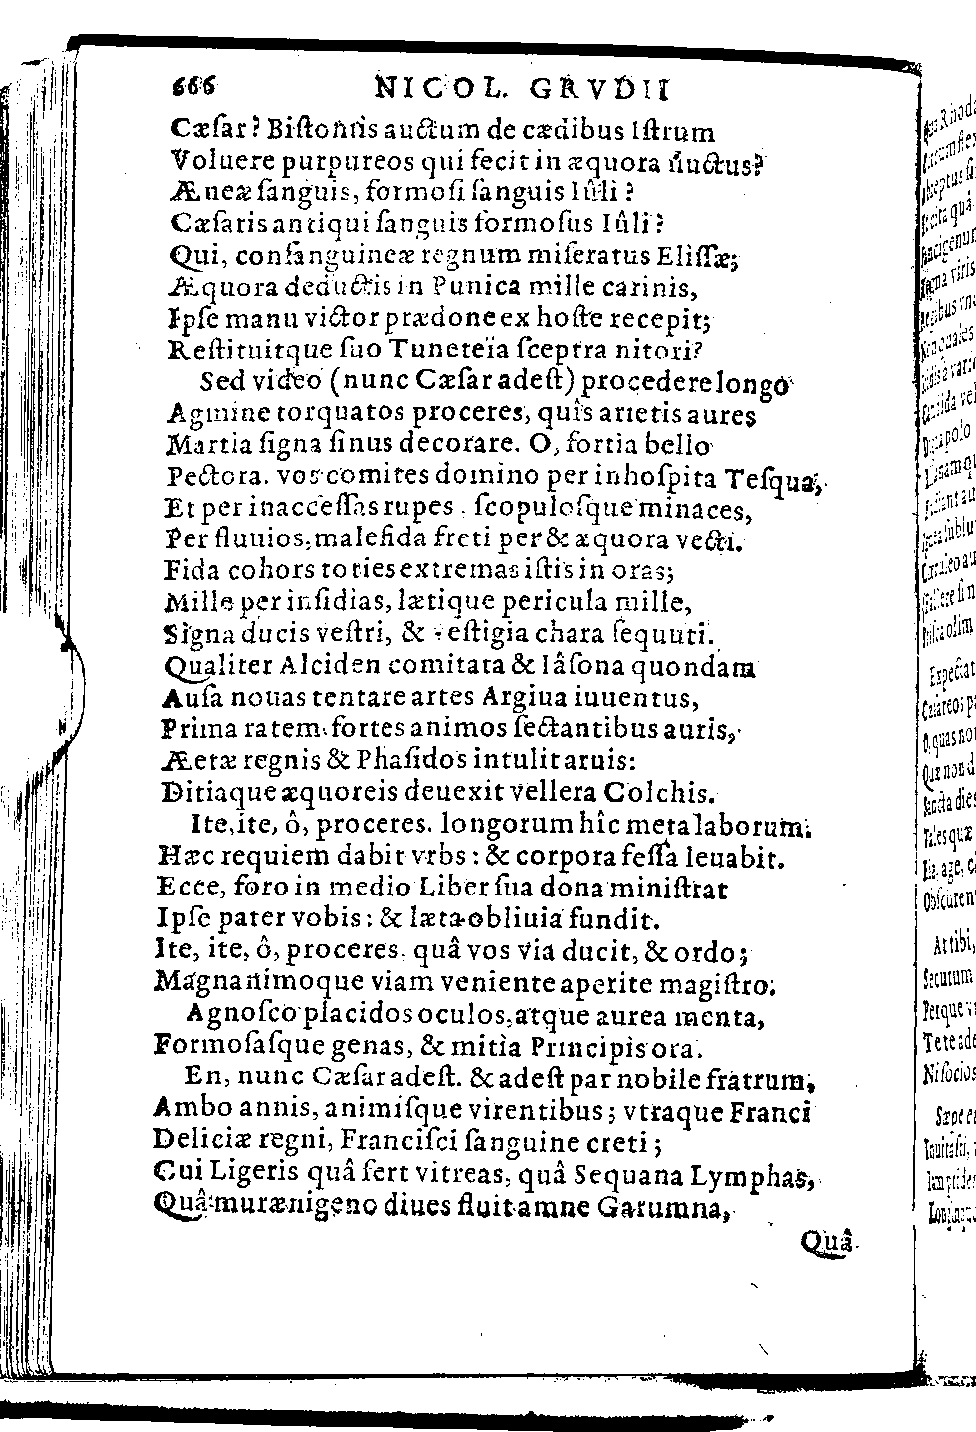 666 NICOL. GRVDII
Cæſar? Biſtoniis auctum de cædibus Iſtrum
Voluere purpureos qui fecit in æquora fluctus?
Æneæ ſanguis, formoſi ſanguis Iûli?
Cæſaris antiqui ſanguis formoſus Iûli?
Qui, conſanguineæ regnum miſeratus Eliſſæ;
Æquora deductis in Punica mille carinis,
Ipſe manu victor prædone ex hoſte recepit;
Reſtituitque ſuo Tuneteïa ſceptra nitori?
Sed video (nunc Cæſar adeſt) procedere longo
Agmine torquatos proceres, quîs arietis aures
Martia ſigna ſinus decorare. O, fortia bello
Pectora. vos comites domino per inhoſpita Teſqua,
Et per inacceſſas rupes, ſcopuloſque minaces,
Per fluuios, malefida freti per & æquora vecti.
Fida cohors toties extremas iſtis in oras;
Mille per inſidias, lætique pericula mille,
Signa ducis veſtri, & veſtigia chara ſequuti.
Qualiter Alciden comitata & Iâſona quondam
Auſa nouas tentare artes Argiua iuuentus,
Prima ratem, fortes animos ſectantibus auris,
Æetæ regnis & Phaſidos intulit aruis:
Ditiaque æquoreis deuexit vellera Colchis.
Ite, ite, ô, proceres. longorum hîc meta laborum.
Hæc requiem dabit vrbs: & corpora feſſa leuabit.
Ecce, foro in medio Liber ſua dona miniſtrat
Ipſe pater vobis: & læta obliuia fundit.
Ite, ite, ô, proceres. quâ vos via ducit, & ordo;
Magnanimoque viam veniente aperite magiſtro.
Agnoſco placidos oculos, atque aurea menta,
Formoſaſque genas, & mitia Principis ora.
En, nunc Cæſar adeſt. & adeſt par nobile fratrum,
Ambo annis, animiſque virentibus; vtraque Franci
Deliciæ regni, Franciſci ſanguine creti;
Cui Ligeris quâ fert vitreas, quâ Sequana Lymphas,
Quâ murænigeno diues fluit amne Garumna,
Quâ